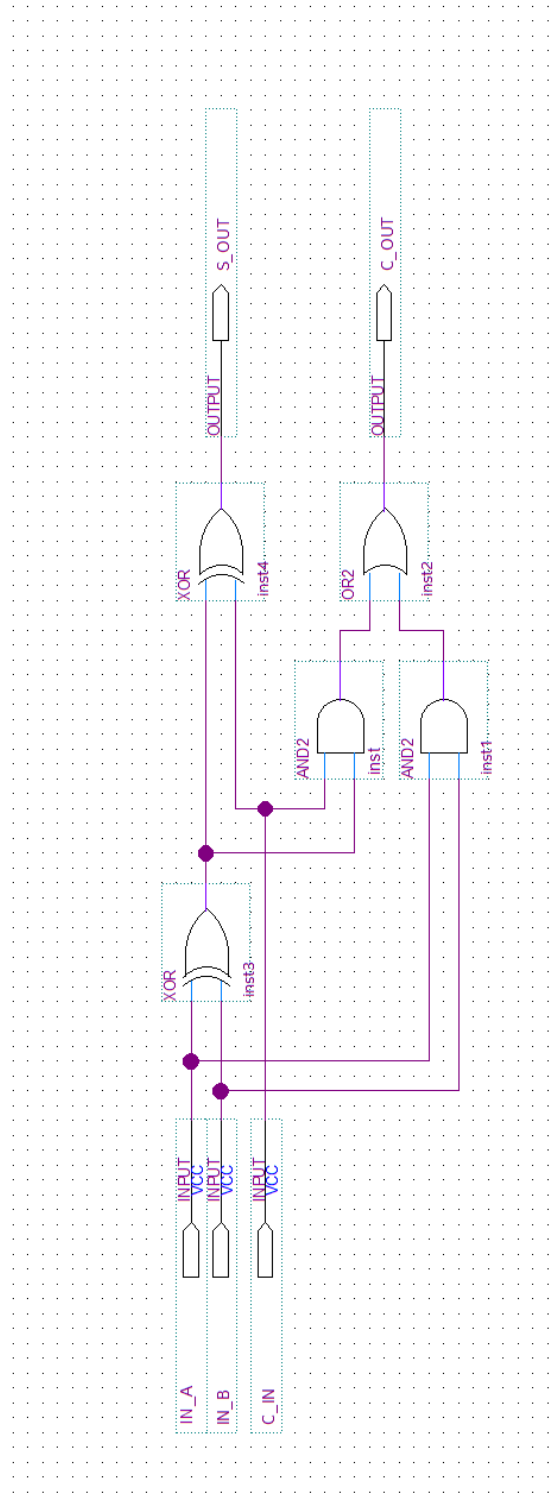 S_OUT
C_OUT
OUTPUT
OUTPUT
XOR
inst4
OR2
inst2
AND2
inst
AND2
inst1
XOR
inst3
INPUT
VCC
INPUT
VCC
INPUT
VCC
IN_A
IN_B
C_IN